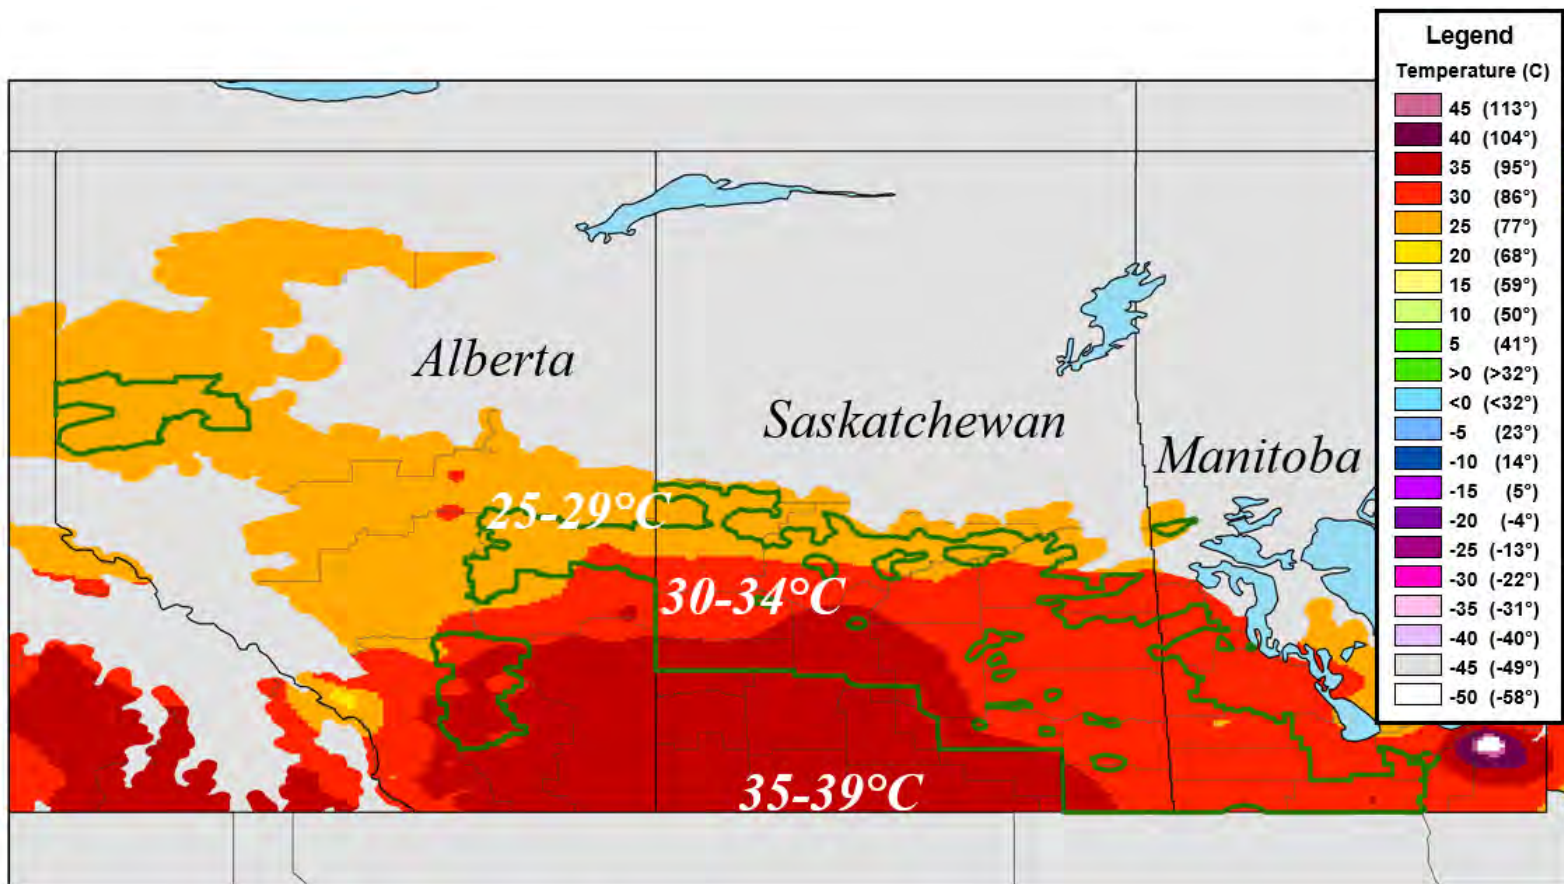 Legend
Temperature (C)
45 (113°)
40 (104°)
35 (95°)
30 (86°)
25 (77°)
20 (68°)
15 (59°)
10 (50°)
5 (41°)
>0 (>32°)
<0 (<32°)
-5 (23°)
-10 (14°)
-15 (5°)
-20 (-4°)
-25 (-13°)
-30 (-22°)
-35 (-31°)
-40 (-40°)
-45 (-49°)
-50 (-58°)
Alberta
Saskatchewan
Manitoba
25-29°C
30-34°C
35-39°C